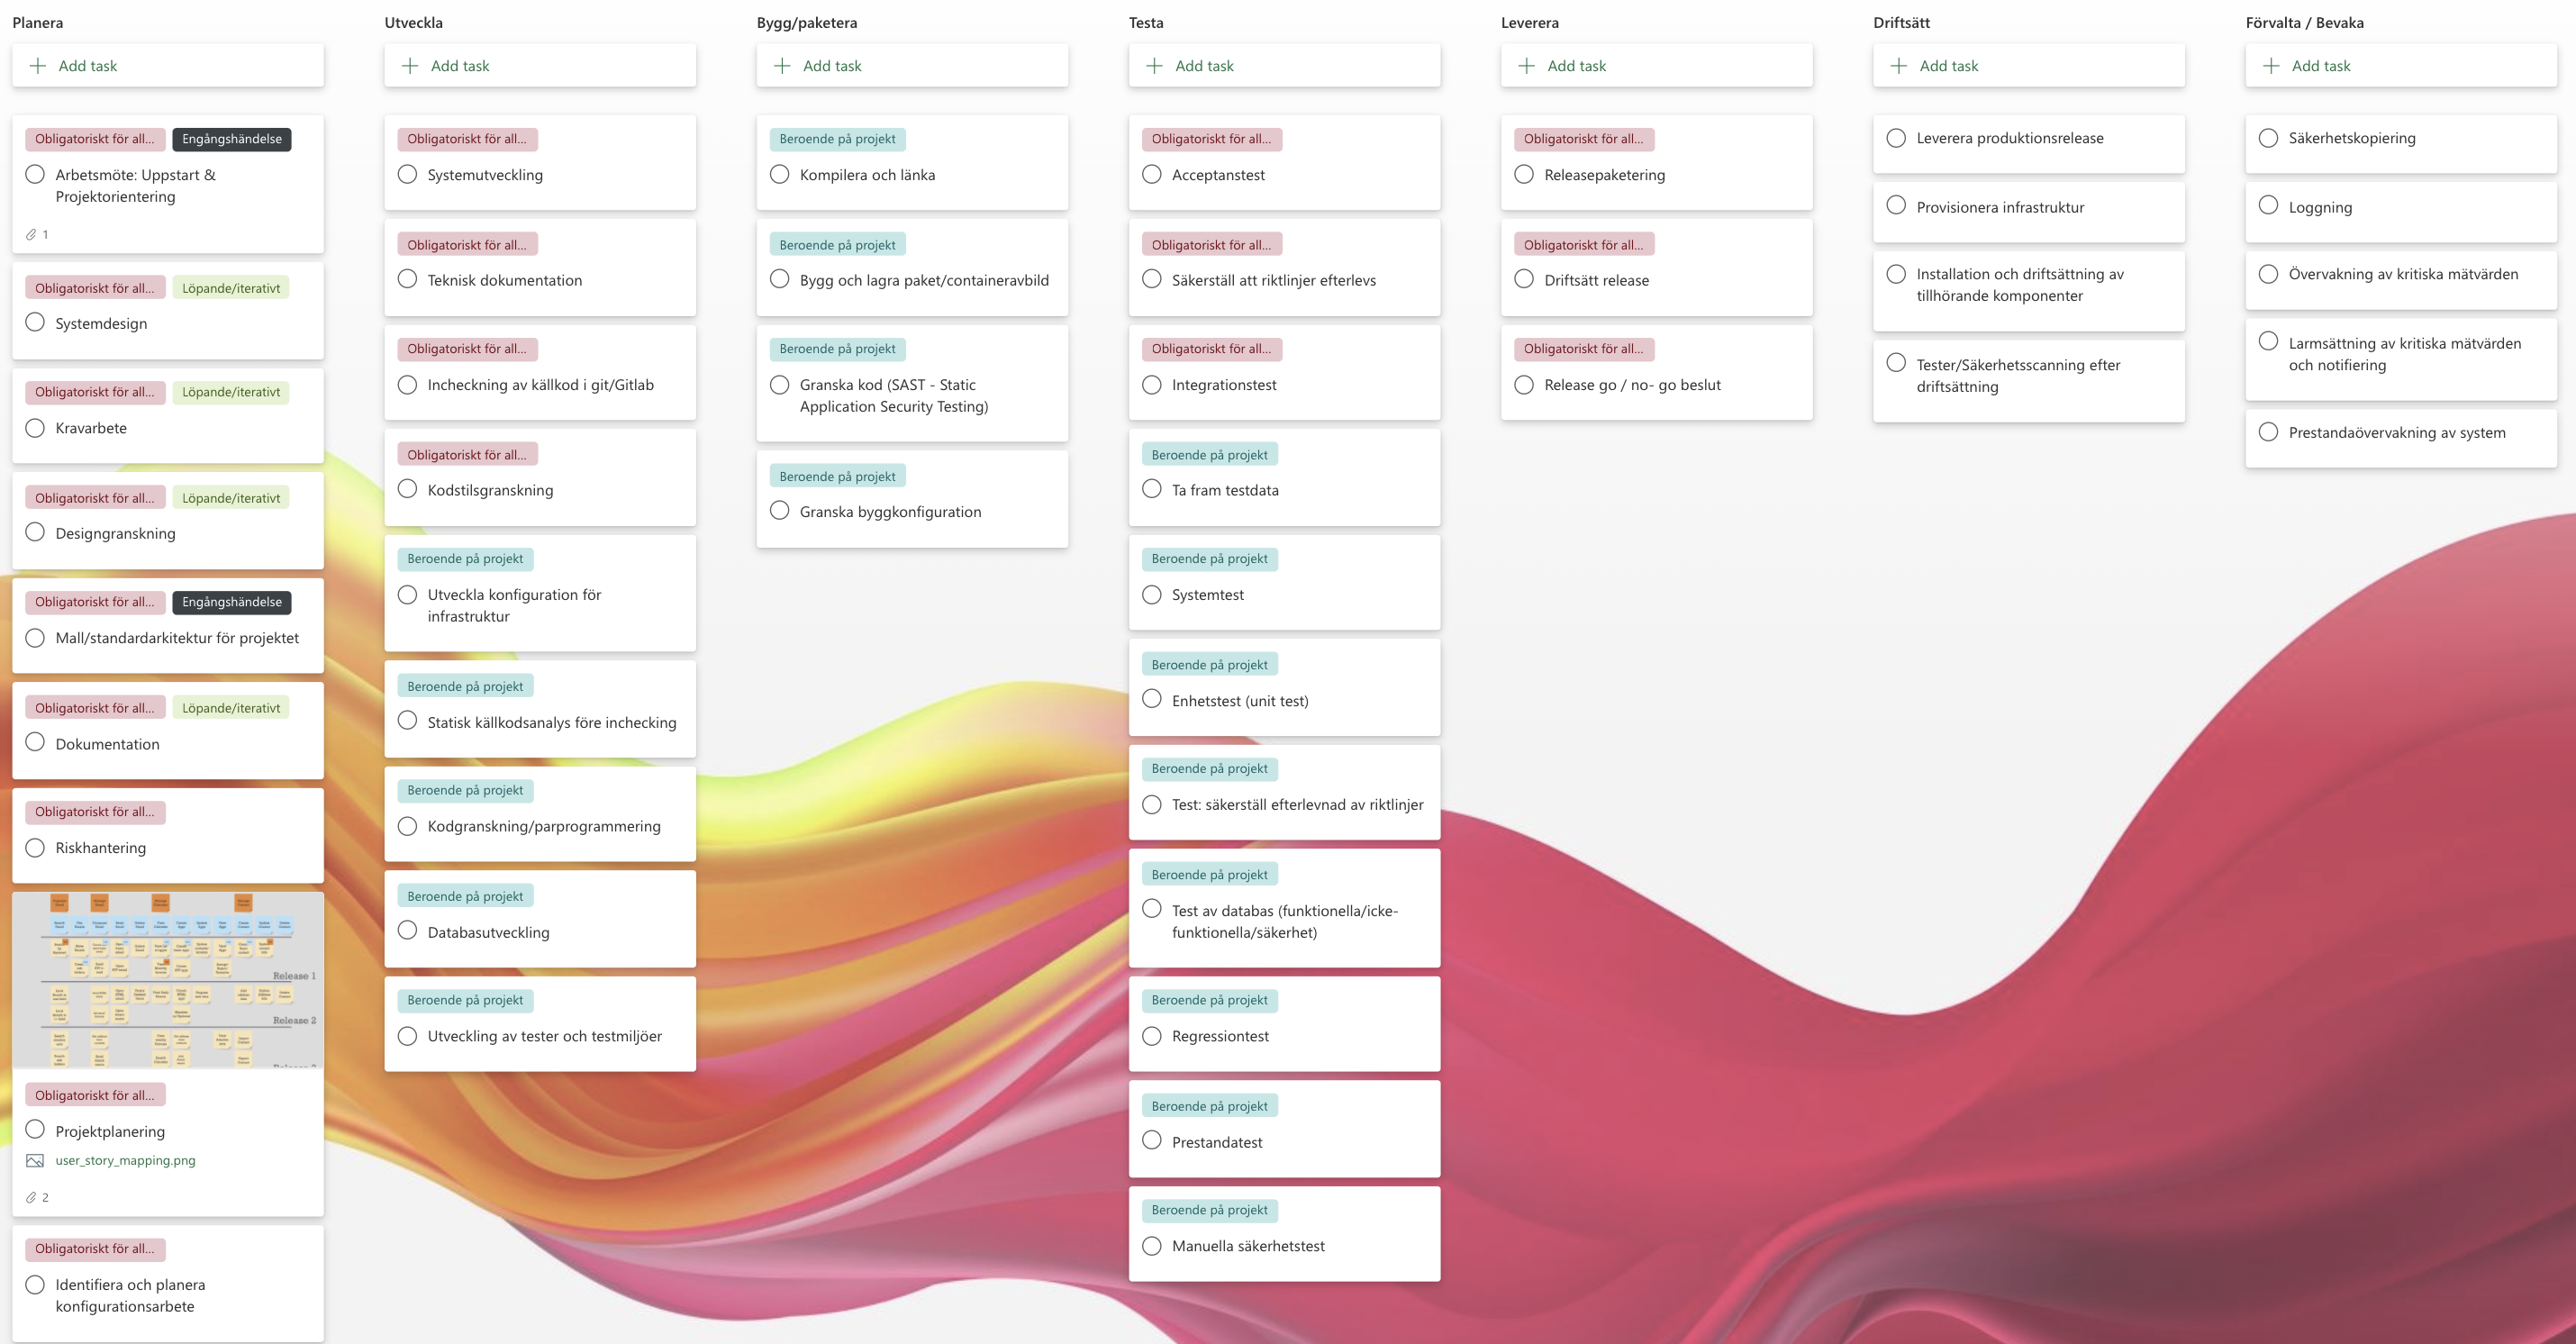 Planera
Add task
Obligatoriskt för all... Engångshändelse
Arbetsmöte: Uppstart &
Projektorientering
1
Obligatoriskt för all... Löpande/iterativt
Systemdesign
Obligatoriskt för all... Löpande/iterativt
Kravarbete
Obligatoriskt för all... Löpande/iterativt
Designgranskning
Obligatoriskt för all... Engångshändelse
Mall/standardarkitektur för projektet
Obligatoriskt för all... Löpande/iterativt
Dokumentation
Obligatoriskt för all...
Riskhantering
Release 1
Release 2
Obligatoriskt för all...
Projektplanering
user_story_mapping.png
2
Obligatoriskt för all...
Identifiera och planera
konfigurationsarbete
Utveckla
Add task
Obligatoriskt för all...
Systemutveckling
Obligatoriskt för all...
Teknisk dokumentation
Obligatoriskt för all...
Incheckning av källkod i git/Gitlab
Obligatoriskt för all...
Kodstilsgranskning
Beroende på projekt
Utveckla konfiguration för
infrastruktur
Beroende på projekt
Statisk källkodsanalys före inchecking
Beroende på projekt
Kodgranskning/parprogrammering
Beroende på projekt
Databasutveckling
Beroende på projekt
Utveckling av tester och testmiljöer
Bygg/paketera
Add task
Beroende på projekt
Kompilera och länka
Beroende på projekt
Bygg och lagra paket/containeravbild
Beroende på projekt
Granska kod (SAST - Static
Application Security Testing)
Beroende på projekt
Granska byggkonfiguration
Testa
Add task
Obligatoriskt för all...
Acceptanstest
Obligatoriskt för all...
Säkerställ att riktlinjer efterlevs
Obligatoriskt för all...
Integrationstest
Beroende på projekt
Ta fram testdata
Beroende på projekt
Systemtest
Beroende på projekt
Enhetstest (unit test)
Beroende på projekt
Test: säkerställ efterlevnad av riktlinjer
Beroende på projekt
Test av databas (funktionella/icke-
funktionella/säkerhet)
Beroende på projekt
Regressiontest
Beroende på projekt
Prestandatest
Beroende på projekt
Manuella säkerhetstest
Leverera
Add task
Obligatoriskt för all...
Releasepaketering
Obligatoriskt för all...
Driftsätt release
Obligatoriskt för all...
Release go / no- go beslut
Driftsätt
Add task
Leverera produktionsrelease
Provisionera infrastruktur
Installation och driftsättning av
tillhörande komponenter
Tester/Säkerhetsscanning efter
driftsättning
Förvalta / Bevaka
Add task
Säkerhetskopiering
Loggning
Övervakning av kritiska mätvärden
Larmsättning av kritiska mätvärden
och notifiering
Prestandaövervakning av system